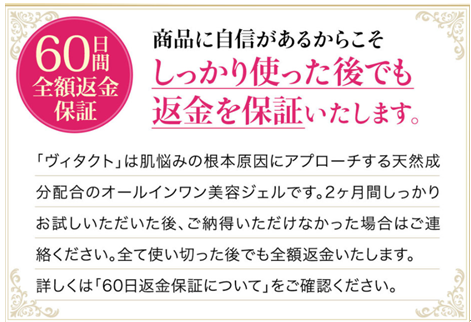 60日間
全額返金
保証
商品に自信があるからこそ
しっかり使った後でも
返金を保証いたします。
「ヴィタクト」は肌悩みの根本原因にアプローチする天然成
分配合のオールインワン美容ジェルです。2ヶ月間しっかり
お試しいただいた後、ご納得いただけなかった場合はご連
絡ください。全て使い切った後でも全額返金いたします。
詳しくは「60日返金保証について」をご確認ください。